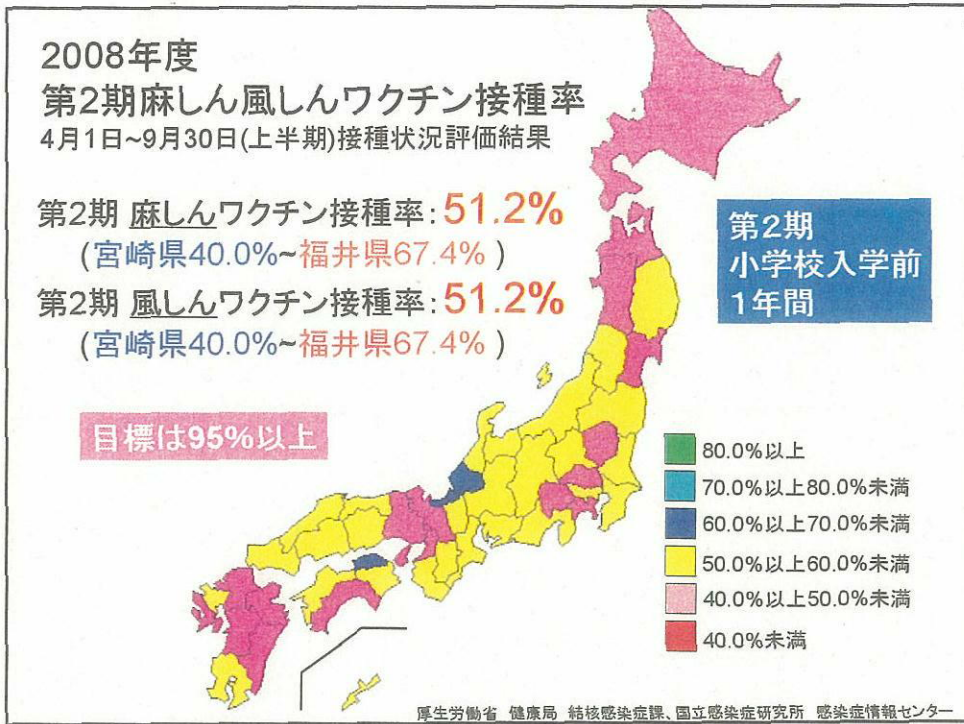 2008年度
第2期麻しん風しんワクチン接種率
4月1日~9月30日(上半期)接種状況評価結果
第2期 麻しんワクチン接種率:51.2%
(宮崎県40.0%~福井県67.4% )
第2期 風しんワクチン接種率:51.2%
(宮崎県40.0%~福井県67.4% )
第2期
小学校入学前
1年間
目標は95%以上
80.0%以上
70.0%以上80.0%未満
60.0%以上70.0%未満
50.0%以上60.0%未満
40.0%以上50.0%未満
40.0%未満
厚生労働省 健康局 結核感染症課、国立感染症研究所 感染症情報センター